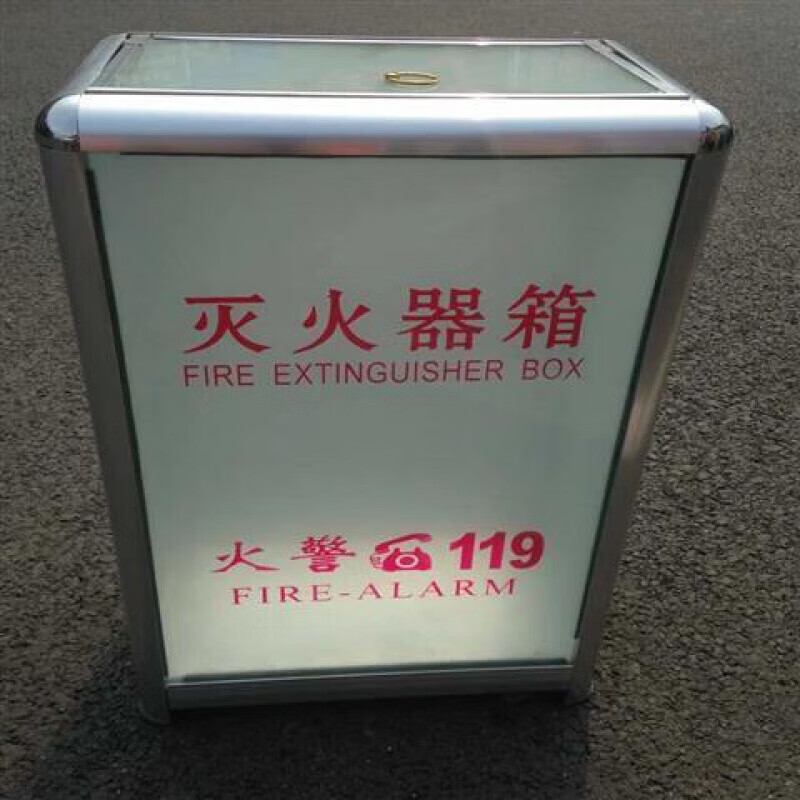 灭火器箱
FIRE EXTINGUISHER BOX
火警 119
FIRE-ALARM